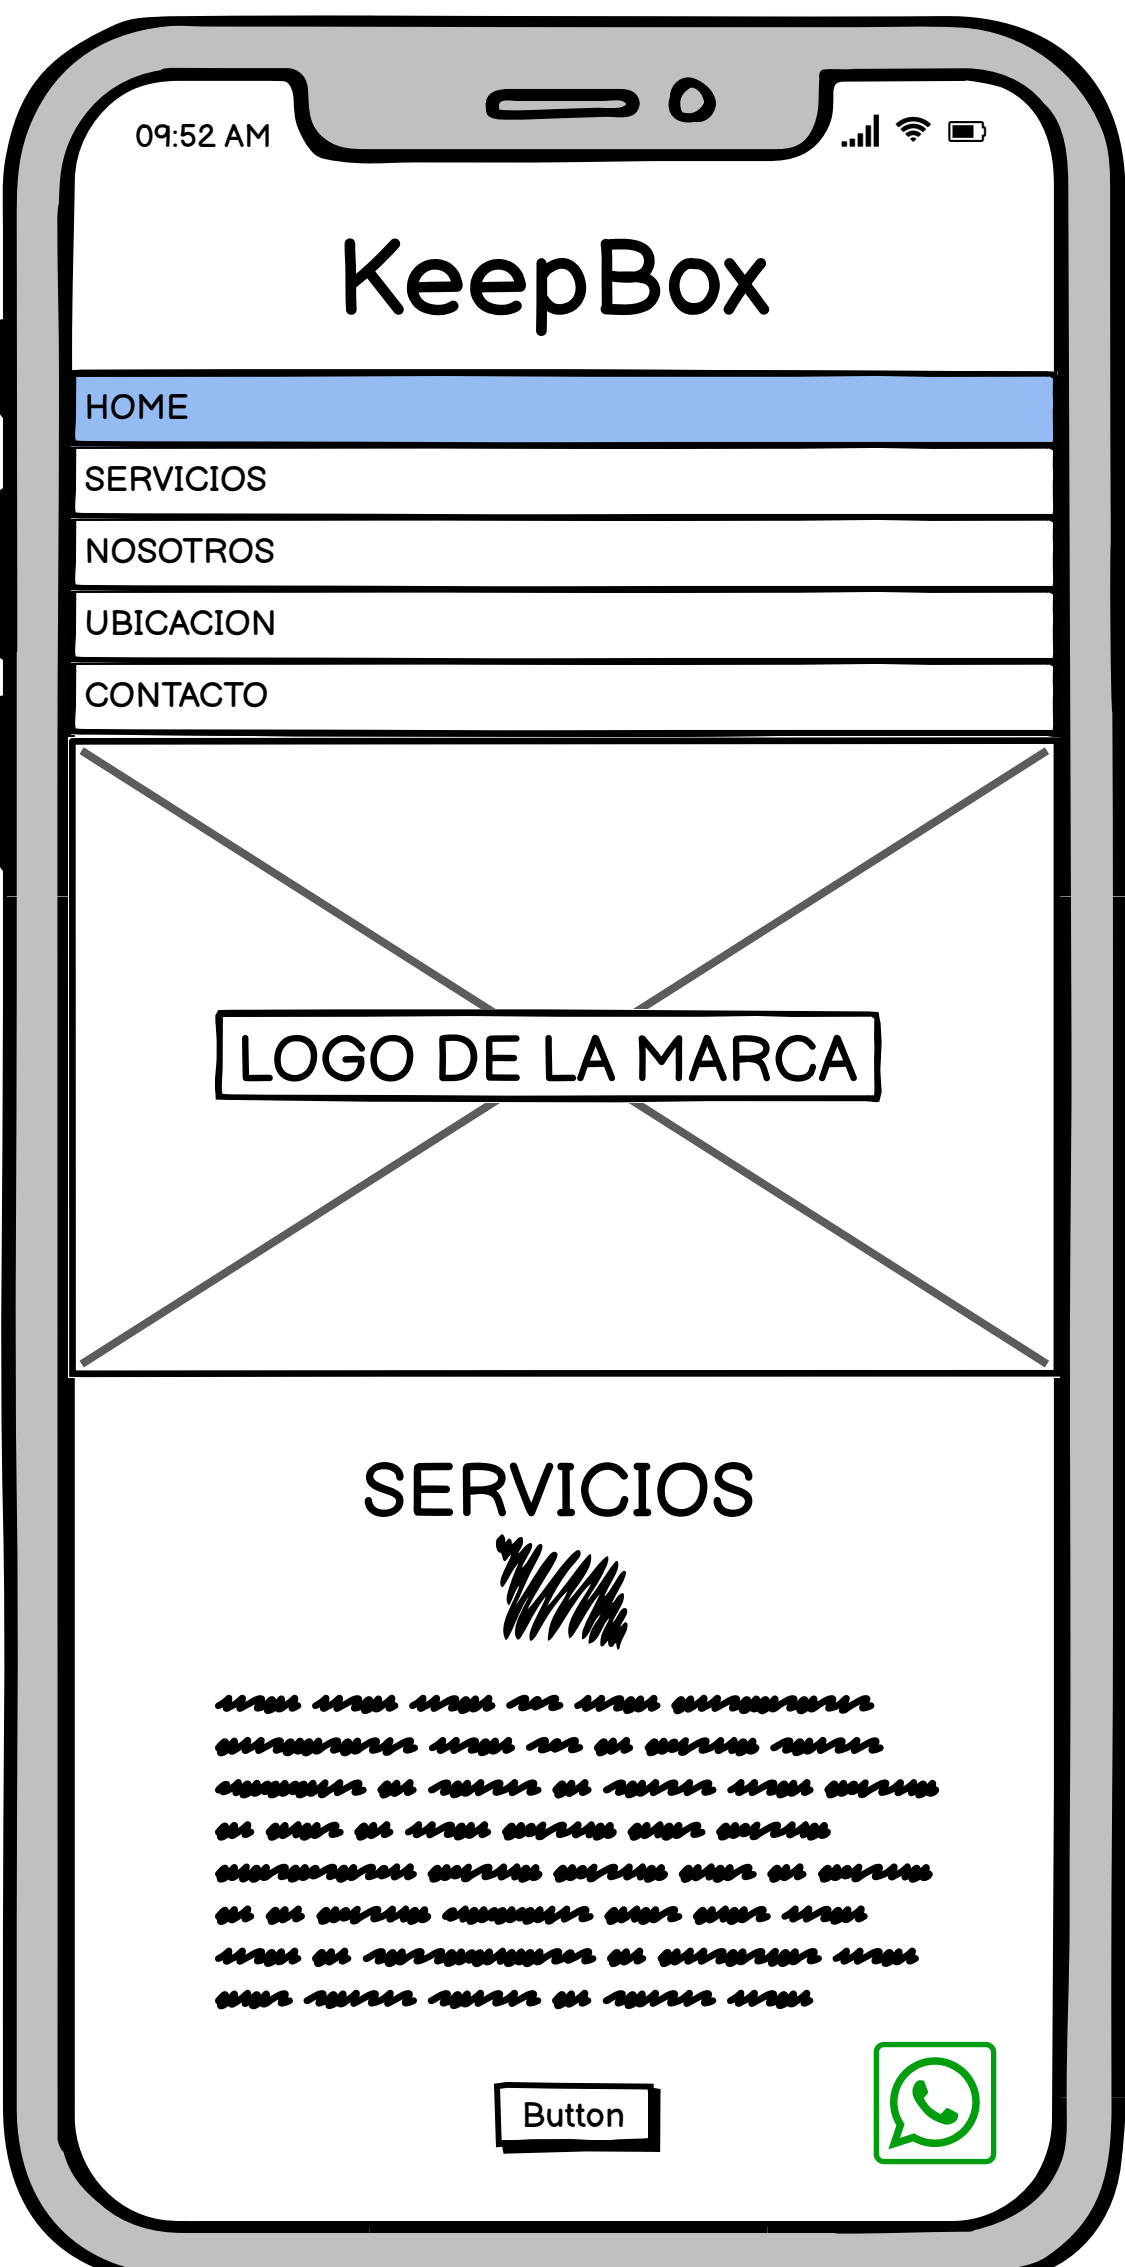 09:52 AM
KeepBox
HOME
SERVICIOS
NOSOTROS
UBICACION
CONTACTO
LOGO DE LA MARCA
SERVICIOS
Button